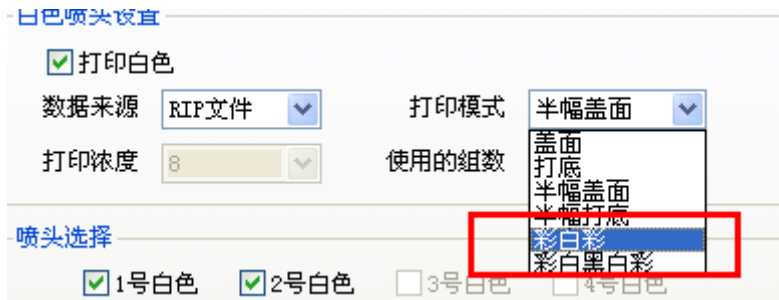 白色喷头设置
打印白色
数据来源 RIP文件 打印模式 半幅盖面
打印浓度 8 使用的组数
盖面
打底
半幅盖面
半幅打底
彩白彩
彩白黑白彩
喷头选择
1号白色 2号白色 3号白色 4号白色